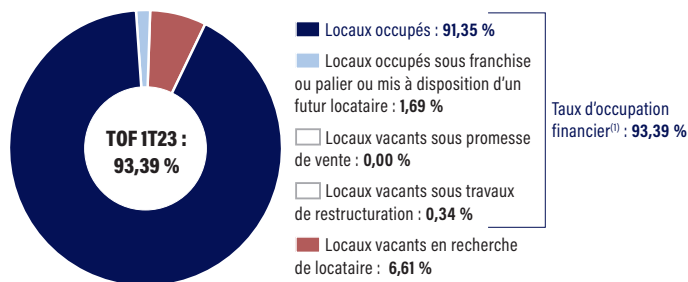 TOF 1T23 :
93,39 %
Locaux occupés : 91,35 %
Locaux occupés sous franchise
ou palier ou mis à disposition d'un
futur locataire : 1,69 %
Locaux vacants sous promesse
de vente : 0,00 %
Locaux vacants sous travaux
de restructuration : 0,34 %
Locaux vacants en recherche
de locataire : 6,61 %
Taux d'occupation
financier(1) : 93,39 %